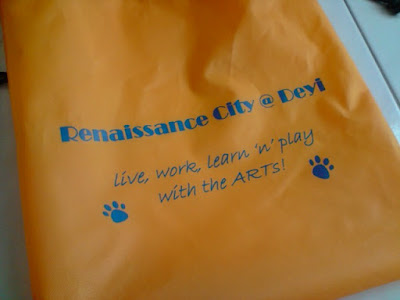 Renaissance City @ Deyi
live, work, learn 'n' play
with the ARTs!